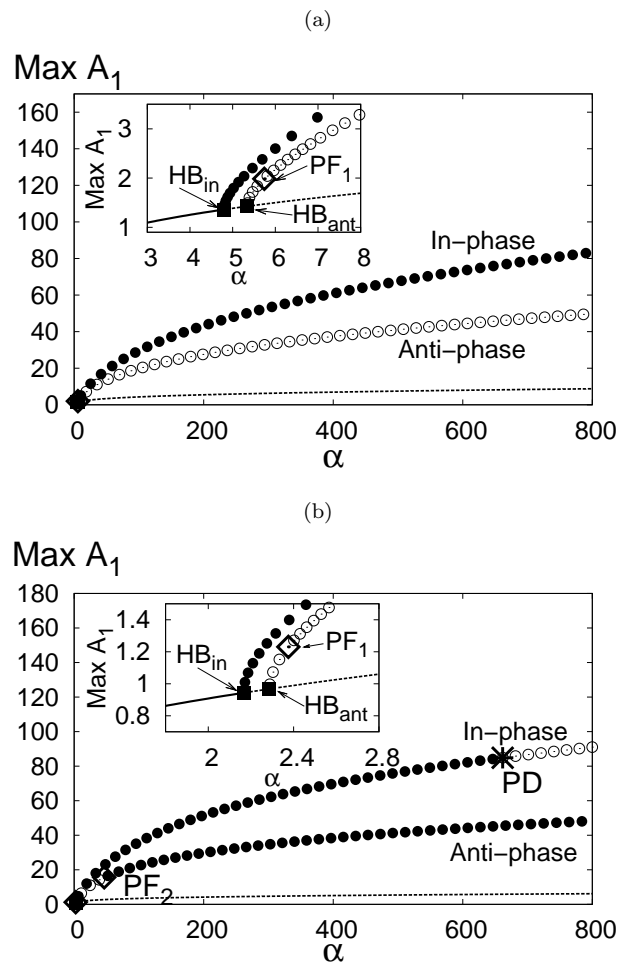 (a)
Max A1
160
140
120
100
80
60
40
20
0
0 200 400 600 800
α
In−phase
Anti−phase
Max A1
3
2
1
3 4 5 6 7 8
α
HBin
PF1
HBant
(b)
Max A1
180
160
140
120
100
80
60
40
20
0
0 200 400 600 800
α
In−phase
PD
Anti−phase
PF2
Max A1
1.4
1.2
1
0.8
2 2.4 2.8
α
HBin
PF1
HBant